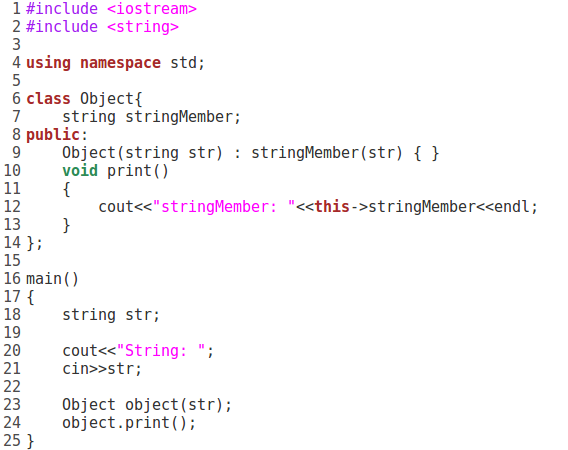 1 #include <iostream>
2 #include <string>
3
4 using namespace std;
5
6 class Object{
7     string stringMember;
8 public:
9     Object(string str) : stringMember(str) { }
10     void print()
11     {
12         cout<<"stringMember: "<<this->stringMember<<endl;
13     }
14 };
15
16 main()
17 {
18     string str;
19
20     cout<<"String: ";
21     cin>>str;
22
23     Object object(str);
24     object.print();
25 }